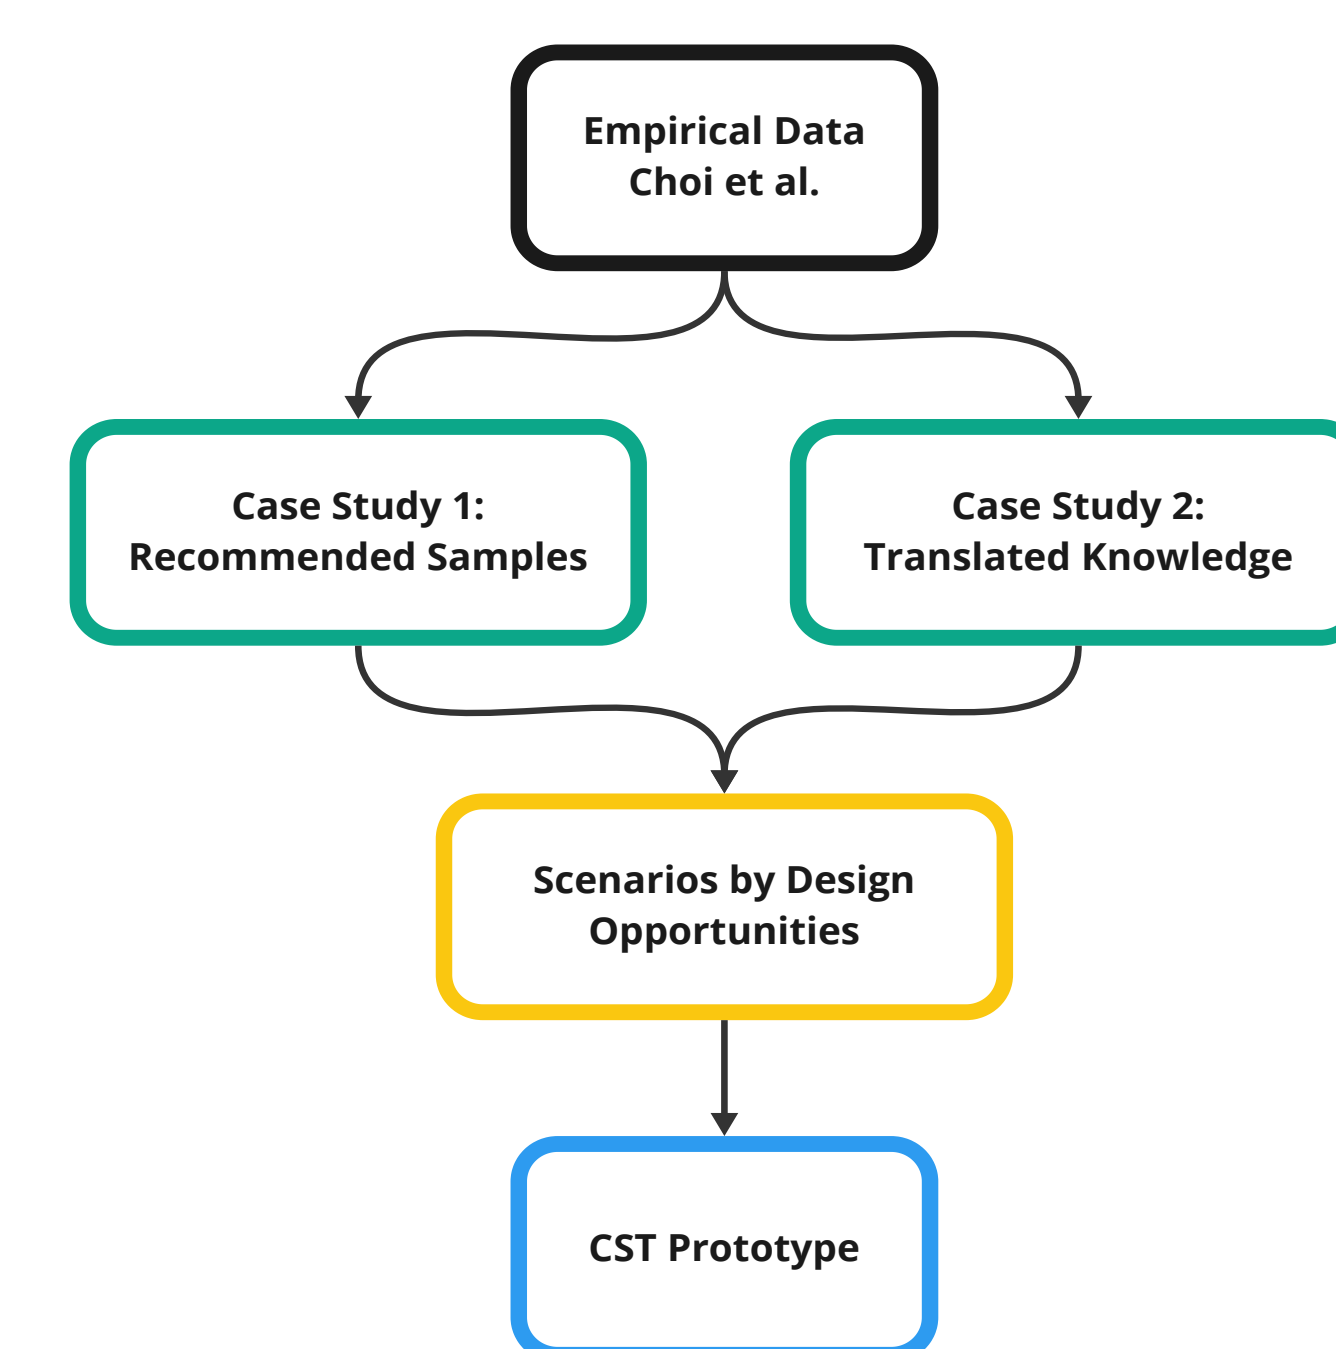 Empirical Data
Choi et al.
Case Study 1:
Recommended Samples
Case Study 2:
Translated Knowledge
Scenarios by Design
Opportunities
CST Prototype